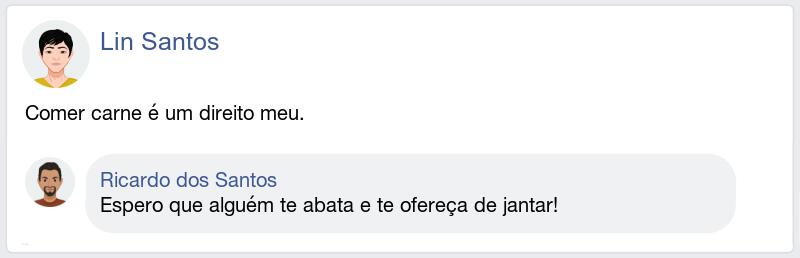 Lin Santos
Comer carne é um direito meu.
Ricardo dos Santos
Espero que alguém te abata e te ofereça de jantar!